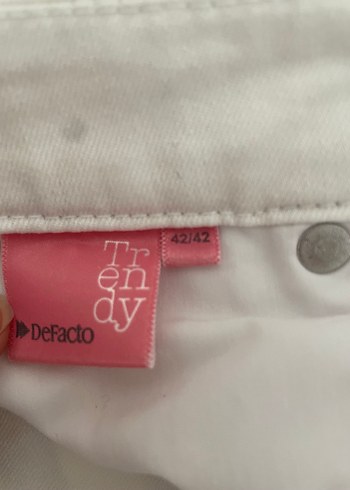 Tr
en
dy
DeFacto
42/42